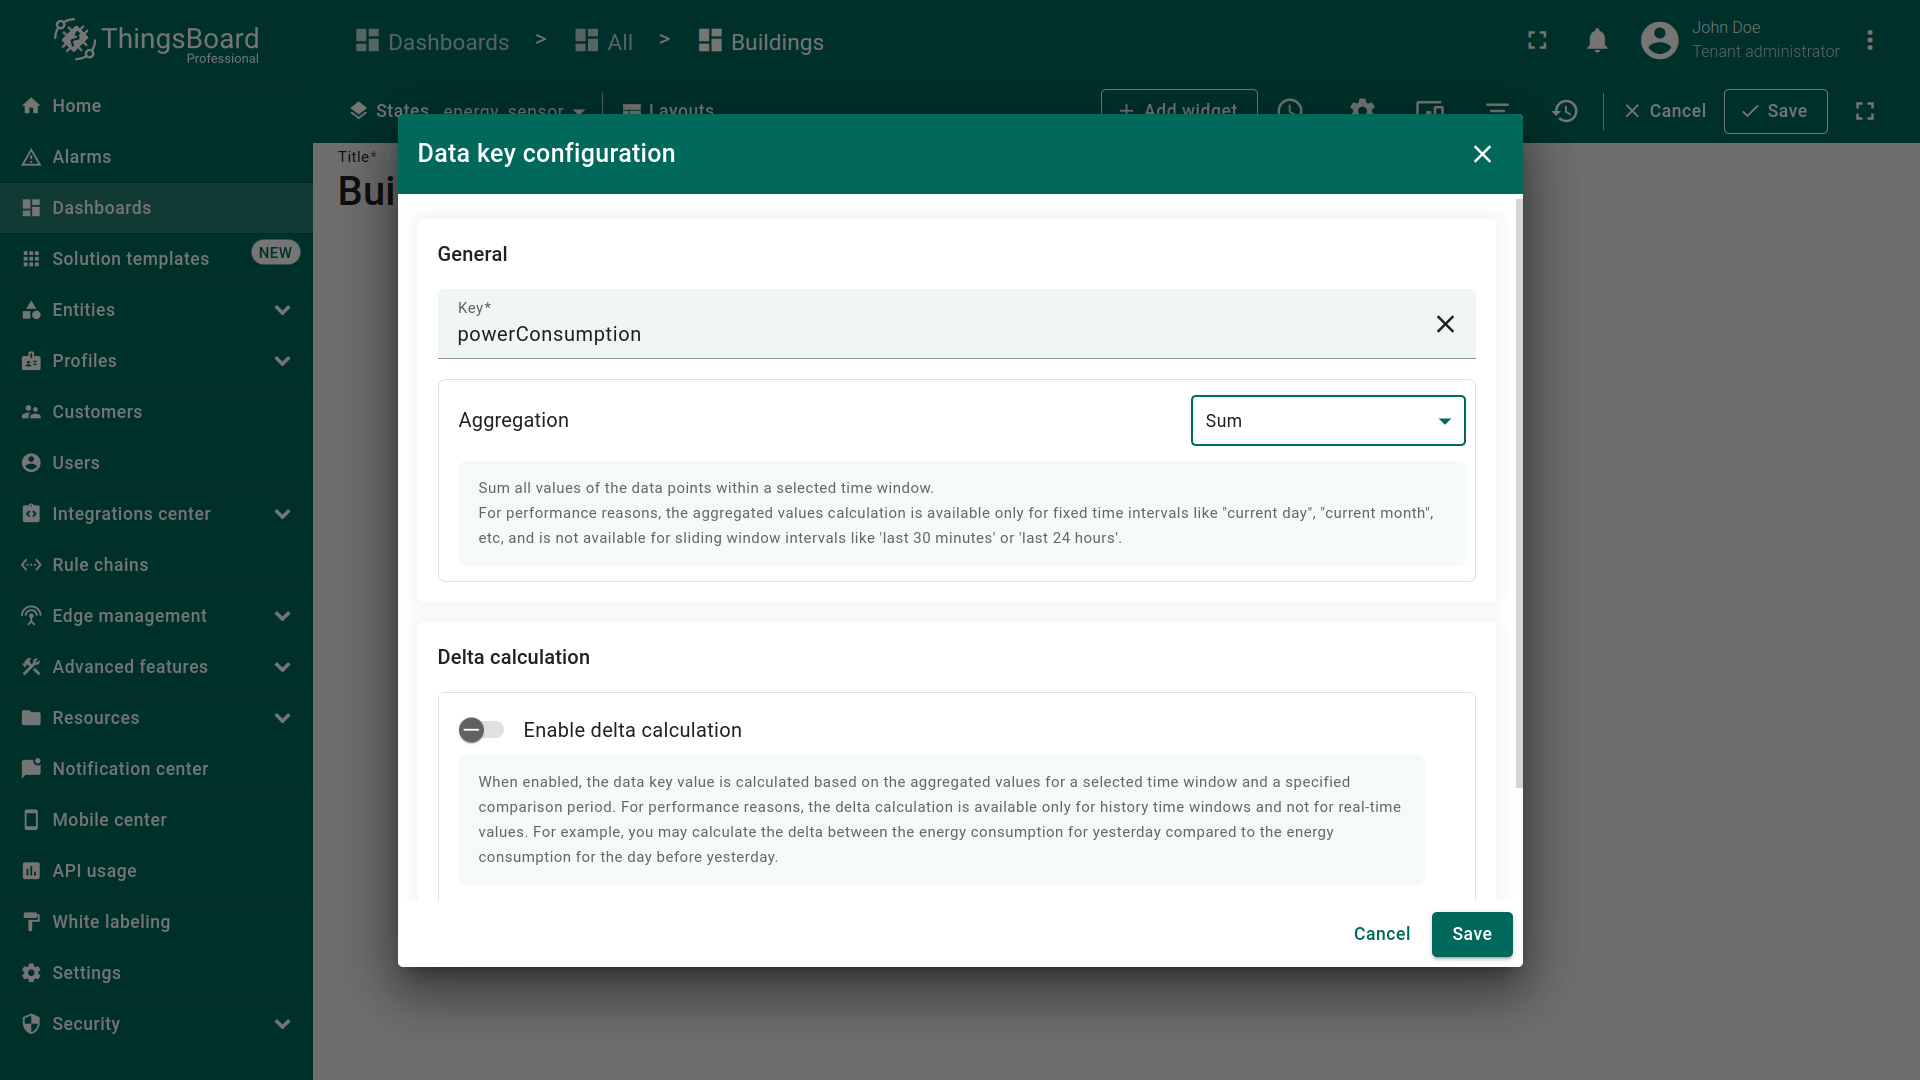 ThingsBoard
Professional
Dashboards > All > Buildings
John Doe
Tenant administrator
Home
Alarms
Dashboards
Solution templates NEW
Entities
Profiles
Customers
Users
Integrations center
Rule chains
Edge management
Advanced features
Resources
Notification center
Mobile center
API usage
White labeling
Settings
Security
States energy_sensor Layouts Add widget Cancel Save
Title*
Bui
Data key configuration
General
Key*
powerConsumption
Aggregation Sum
Sum all values of the data points within a selected time window.
For performance reasons, the aggregated values calculation is available only for fixed time intervals like "current day", "current month",
etc, and is not available for sliding window intervals like 'last 30 minutes' or 'last 24 hours'.
Delta calculation
Enable delta calculation
When enabled, the data key value is calculated based on the aggregated values for a selected time window and a specified
comparison period. For performance reasons, the delta calculation is available only for history time windows and not for real-time
values. For example, you may calculate the delta between the energy consumption for yesterday compared to the energy
consumption for the day before yesterday.
Cancel Save